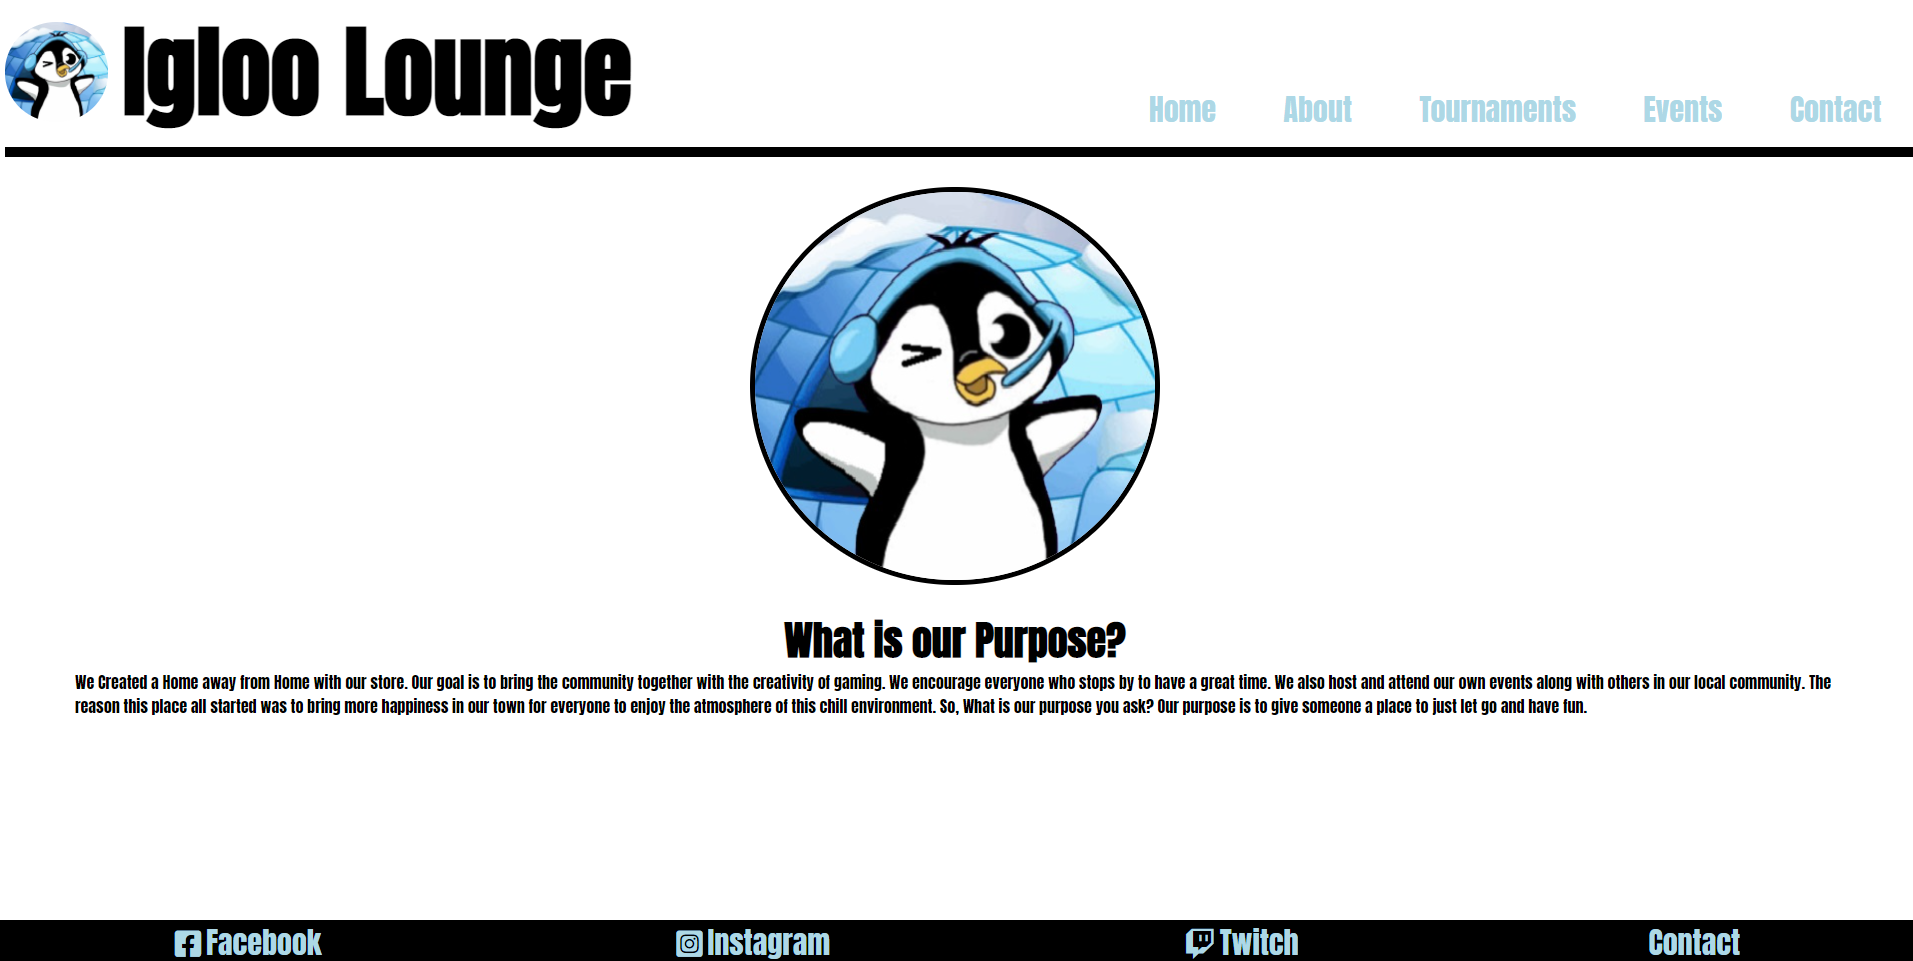 Igloo Lounge
Home About Tournaments Events Contact
What is our Purpose?
We Created a Home away from Home with our store. Our goal is to bring the community together with the creativity of gaming. We encourage everyone who stops by to have a great time. We also host and attend our own events along with others in our local community. The
reason this place all started was to bring more happiness in our town for everyone to enjoy the atmosphere of this chill environment. So, What is our purpose you ask? Our purpose is to give someone a place to just let go and have fun.
Facebook Instagram Twitch Contact